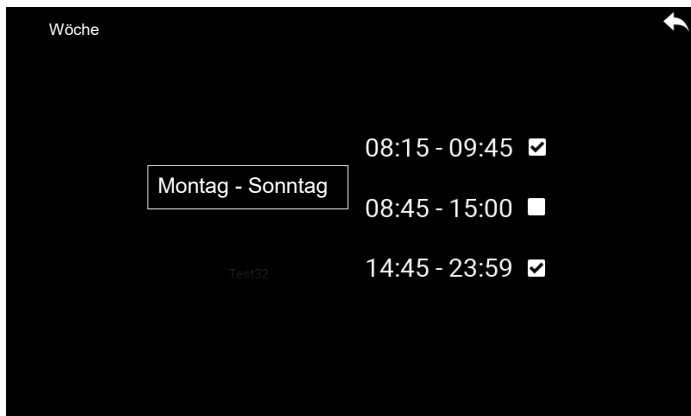 Wöche
08:15 - 09:45
Montag - Sonntag
08:45 - 15:00
Test32
14:45 - 23:59